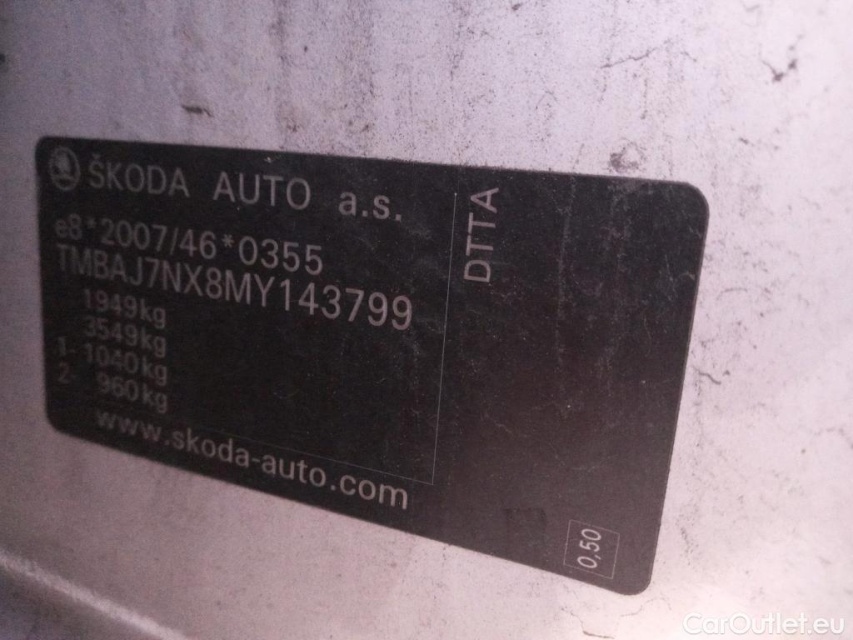 ŠKODA AUTO a.s.
e8*2007/46*0355
TMBAJ7NX8MY143799
1949kg
3549kg
1- 1040kg
2- 960kg
www.skoda-auto.com
DTTA
0,50
CarOutlet.eu